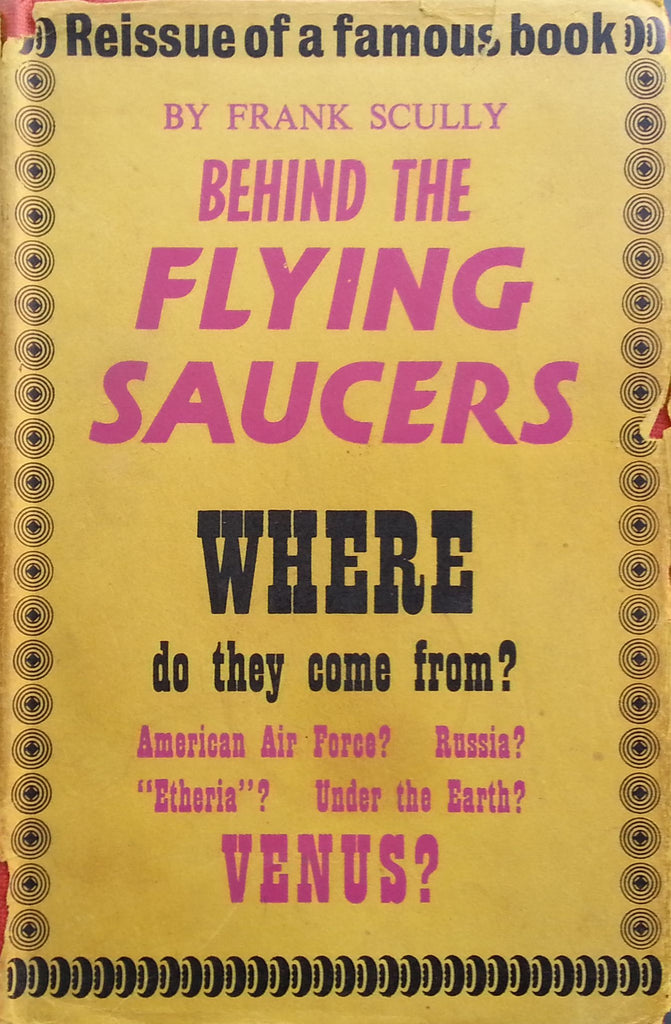 Reissue of a famous book
BY FRANK SCULLY
BEHIND THE
FLYING
SAUCERS
WHERE
do they come from?
American Air Force? Russia?
"Etheria"? Under the Earth?
VENUS?